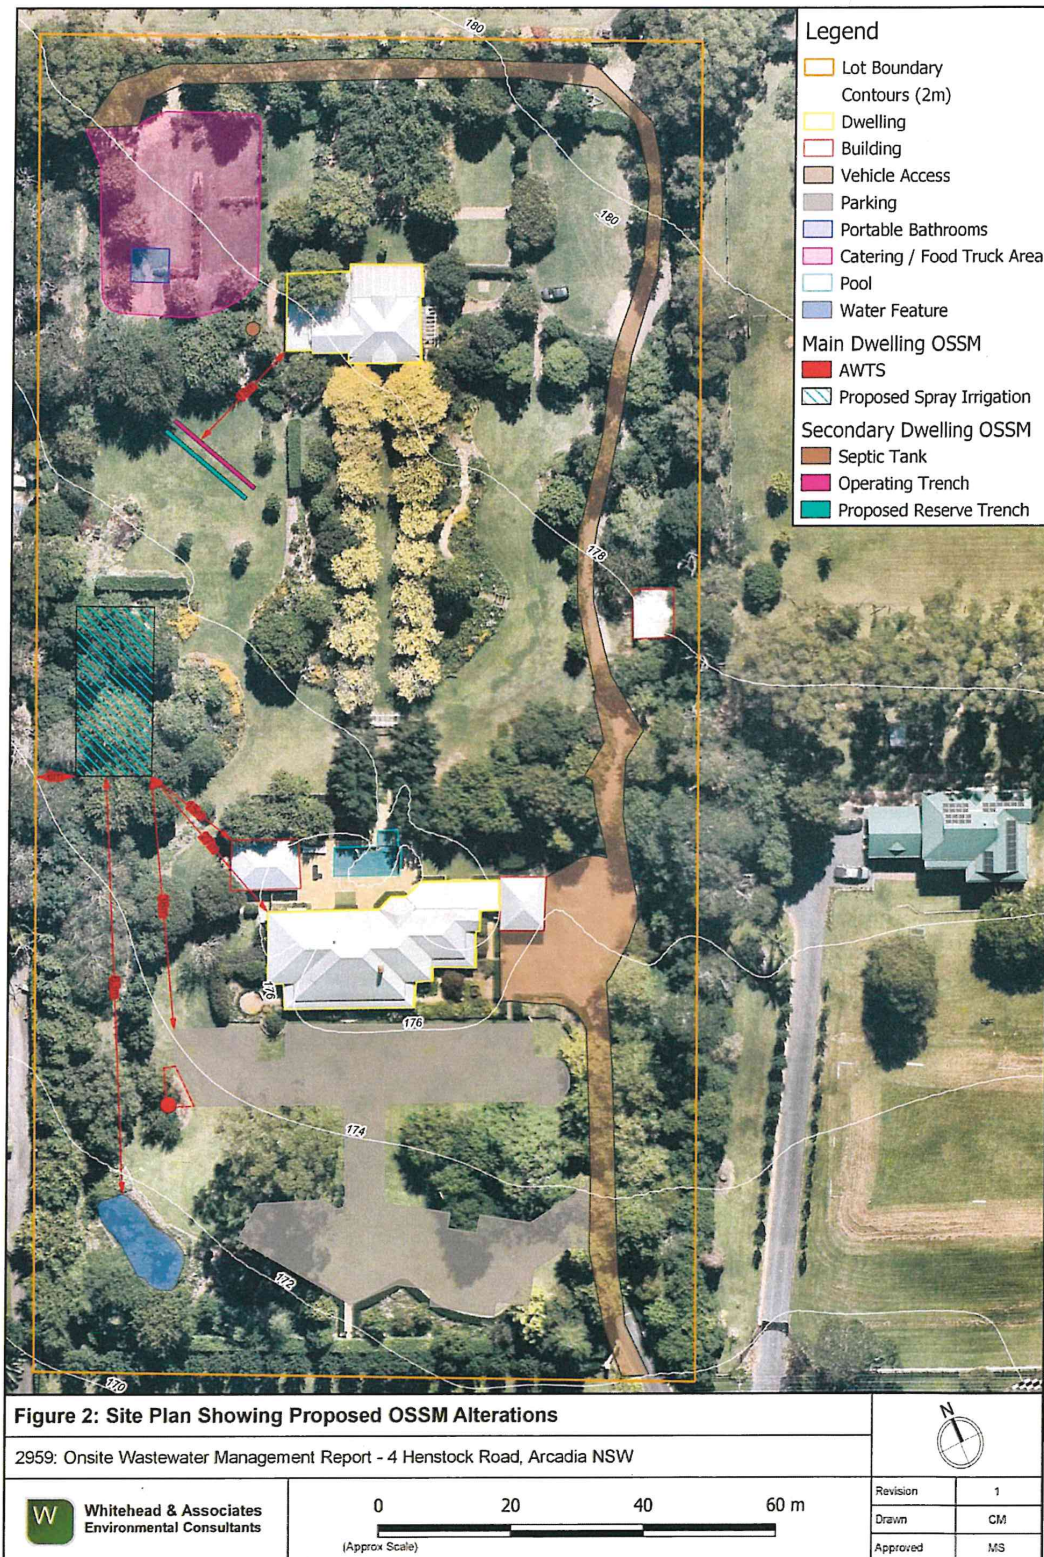 180
180
178
176
176
174
172
170
Legend
Lot Boundary
Contours (2m)
Dwelling
Building
Vehicle Access
Parking
Portable Bathrooms
Catering / Food Truck Area
Pool
Water Feature
Main Dwelling OSSM
AWTS
Proposed Spray Irrigation
Secondary Dwelling OSSM
Septic Tank
Operating Trench
Proposed Reserve Trench
Figure 2: Site Plan Showing Proposed OSSM Alterations
2959: Onsite Wastewater Management Report - 4 Henstock Road, Arcadia NSW
N
W
Whitehead & Associates
Environmental Consultants
0 20 40 60 m
(Approx Scale)
Revision 1
Drawn CM
Approved MS